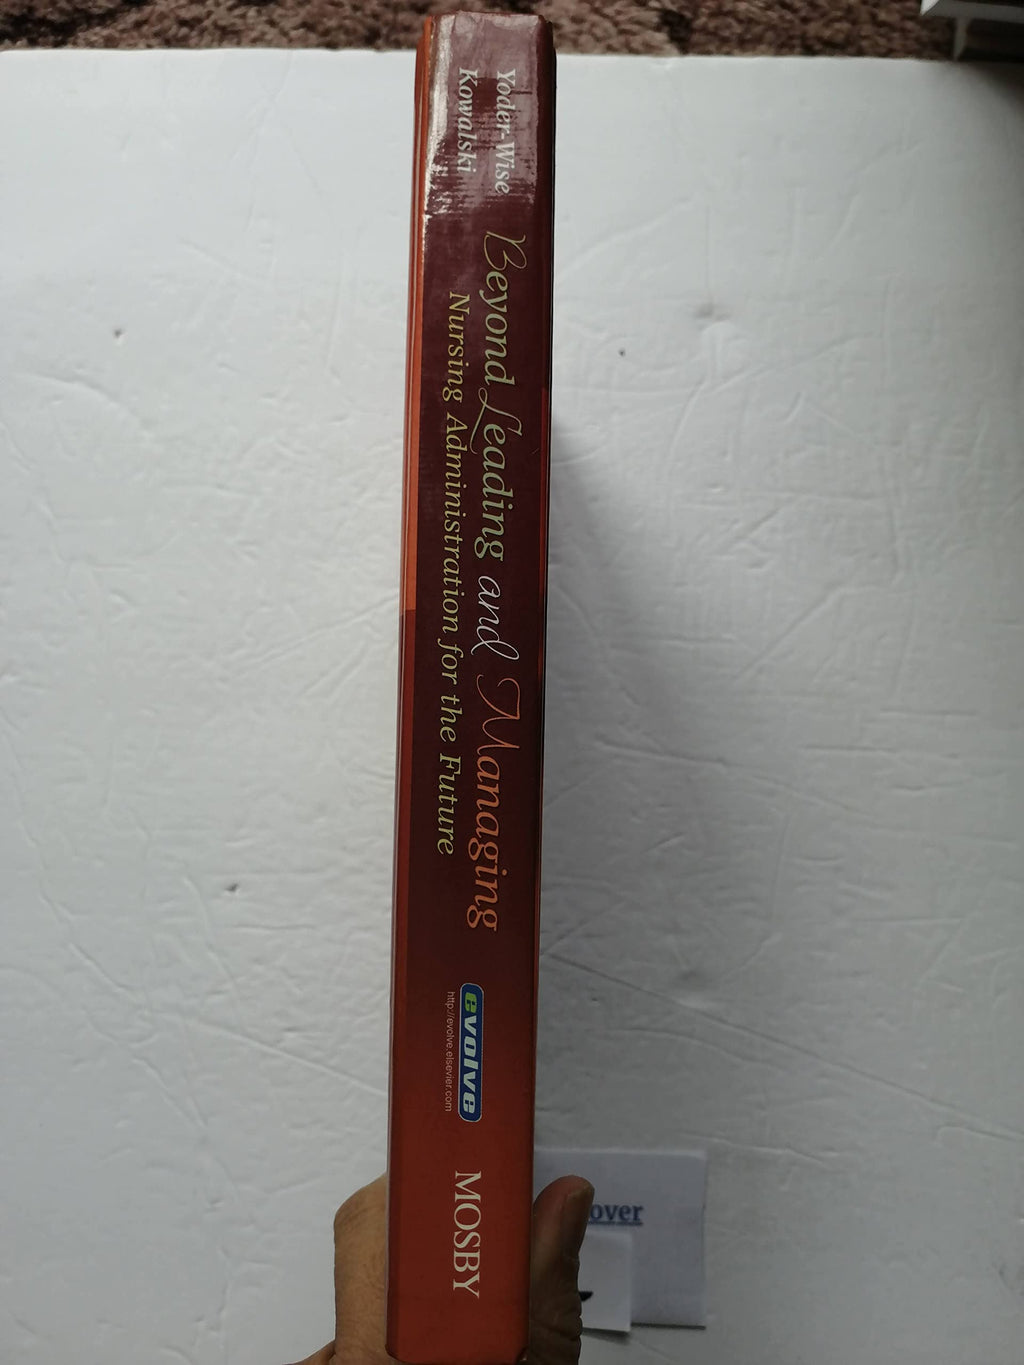 Yoder-Wise
Kowalski
Beyond Leading and Managing
Nursing Administration for the Future
evolve
http://evolve.elsevier.com
MOSBY
over